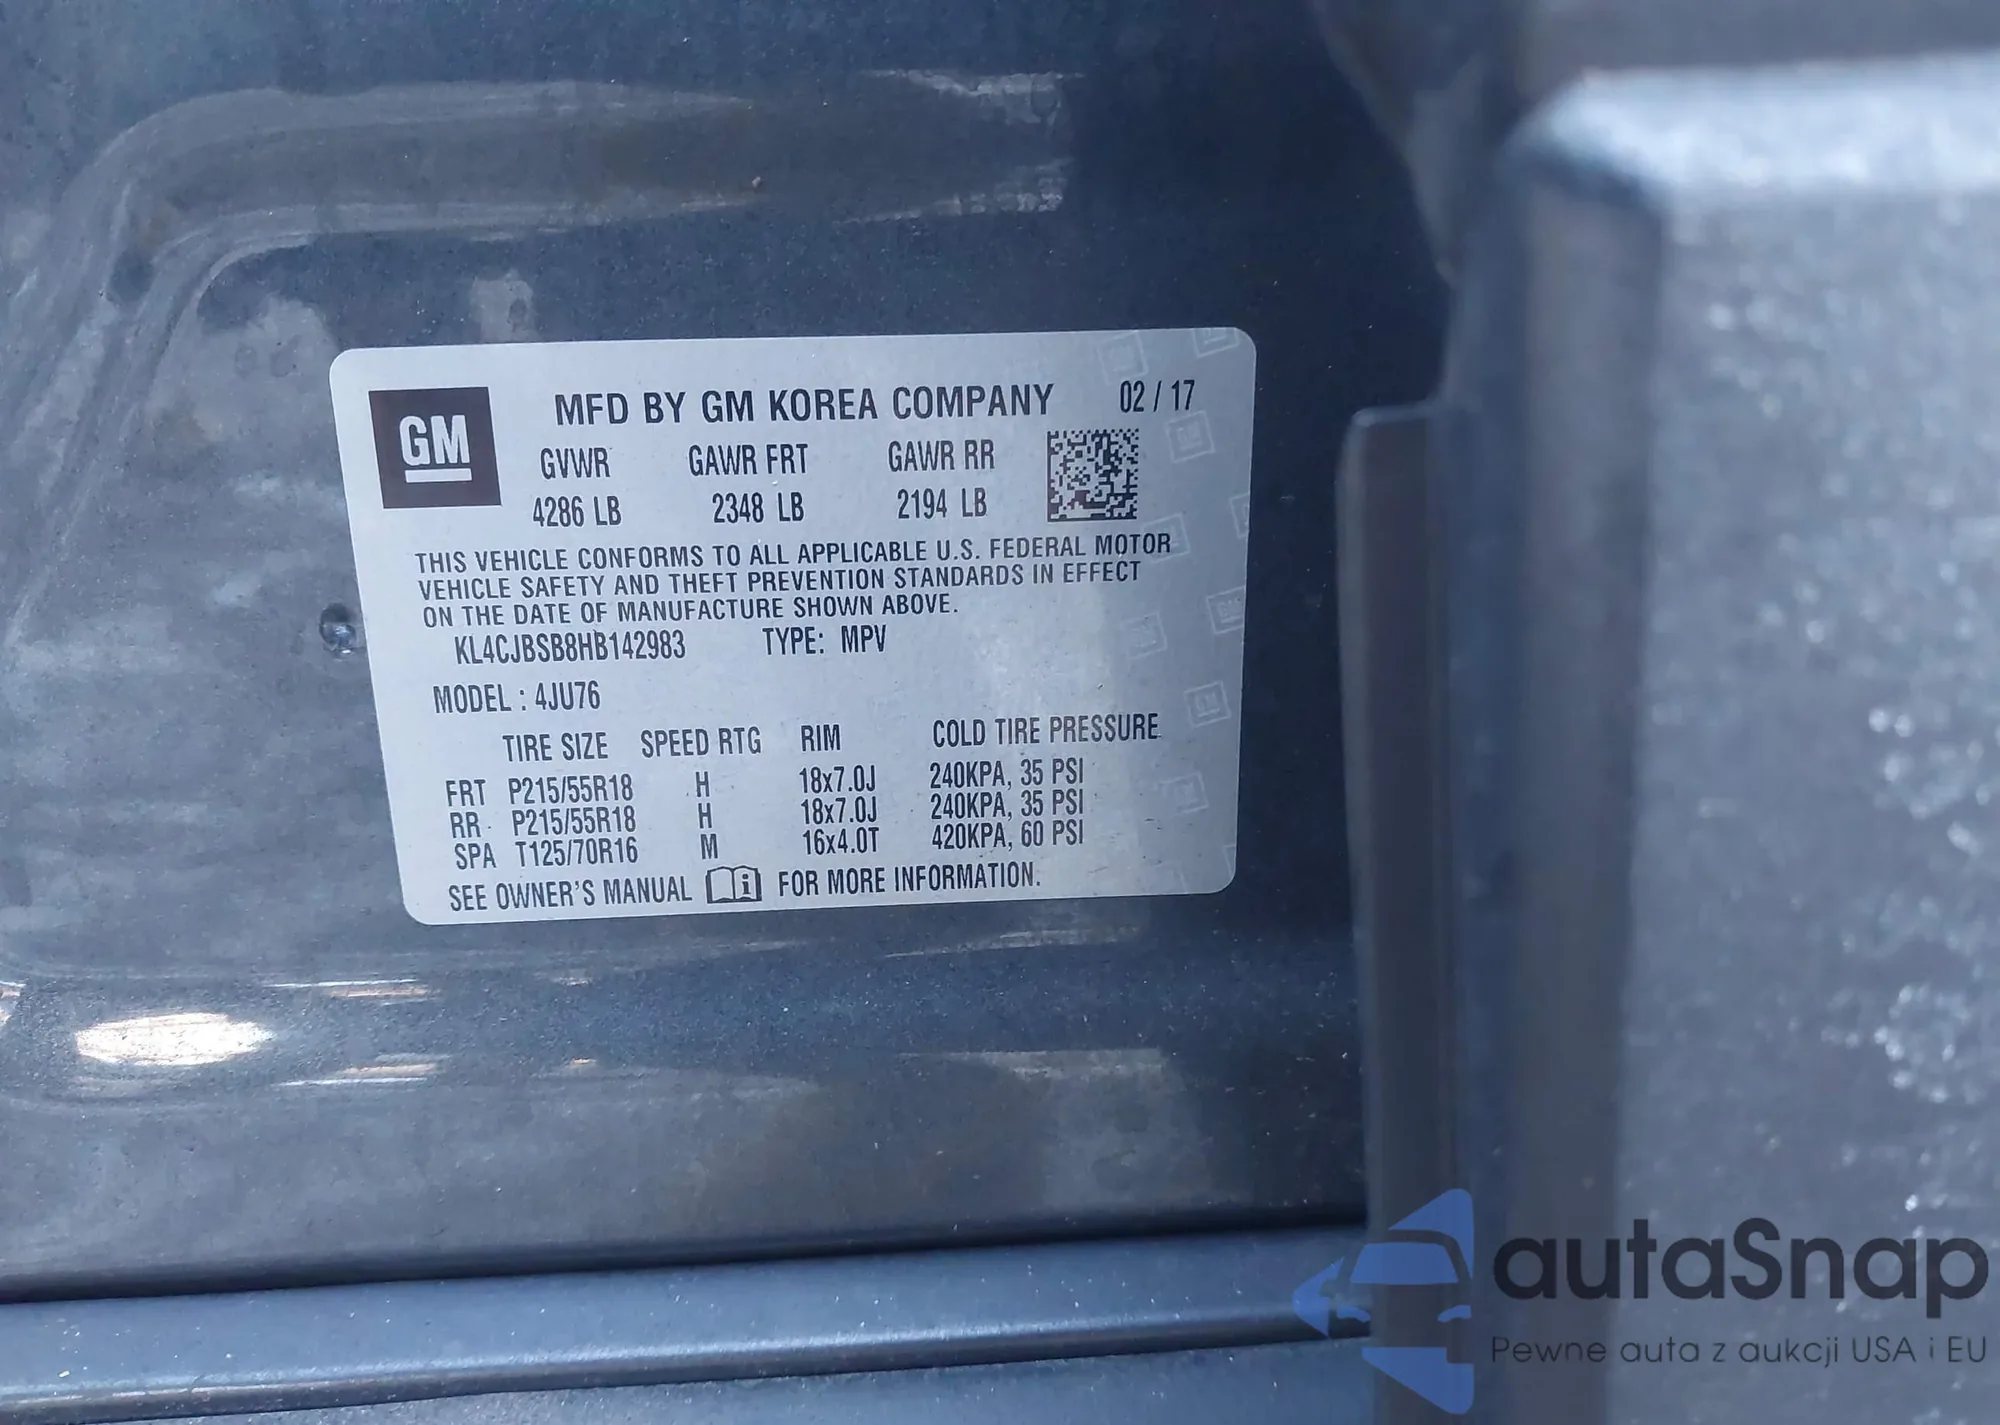 GM
MFD BY GM KOREA COMPANY 02 / 17
GVWR GAWR FRT GAWR RR
4286 LB 2348 LB 2194 LB
THIS VEHICLE CONFORMS TO ALL APPLICABLE U.S. FEDERAL MOTOR
VEHICLE SAFETY AND THEFT PREVENTION STANDARDS IN EFFECT
ON THE DATE OF MANUFACTURE SHOWN ABOVE.
KL4CJBSB8HB142983 TYPE: MPV
MODEL : 4JU76
TIRE SIZE SPEED RTG RIM COLD TIRE PRESSURE
FRT P215/55R18 H 18x7.0J 240KPA, 35 PSI
RR P215/55R18 H 18x7.0J 240KPA, 35 PSI
SPA T125/70R16 M 16x4.0T 420KPA, 60 PSI
SEE OWNER'S MANUAL FOR MORE INFORMATION.
autaSnap
Pewne auta z aukcji USA i EU